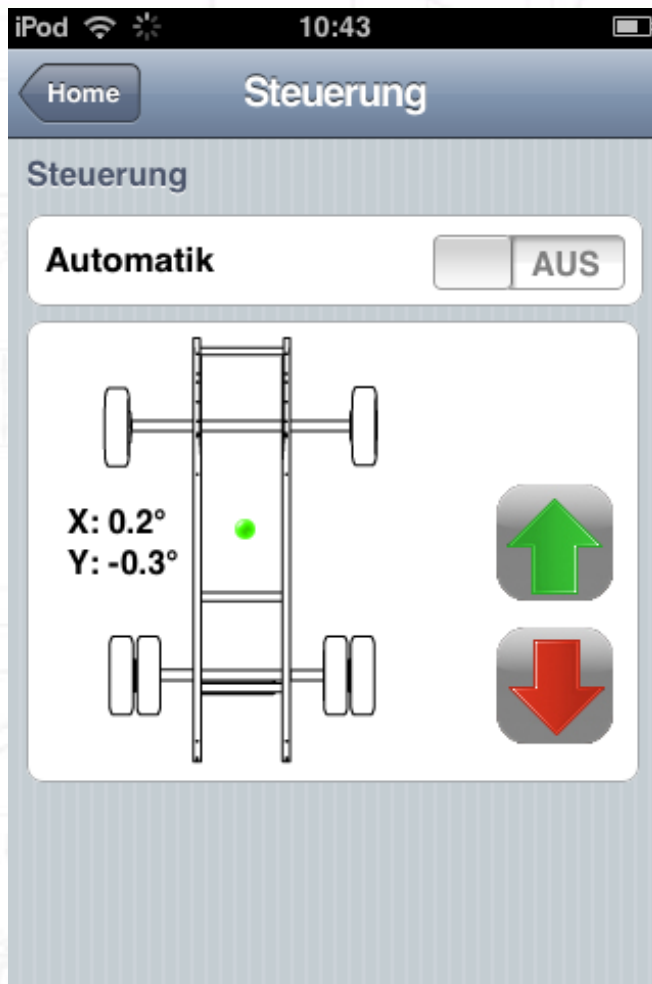 iPod 10:43
Home Steuerung
Steuerung
Automatik AUS
X: 0.2°
Y: -0.3°